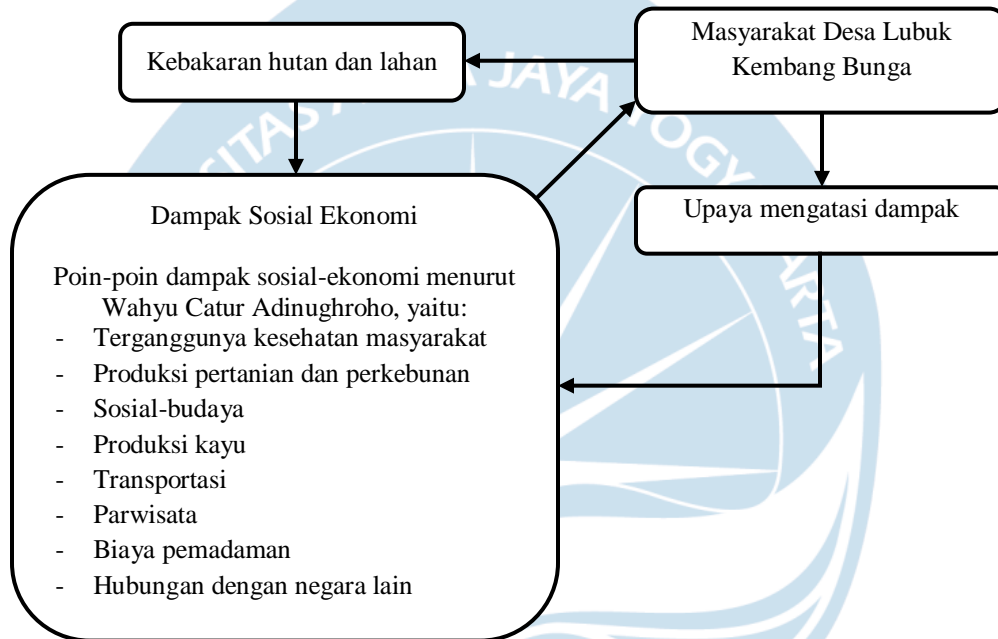 Kebakaran hutan dan lahan
Masyarakat Desa Lubuk
Kembang Bunga
Upaya mengatasi dampak
Dampak Sosial Ekonomi
Poin-poin dampak sosial-ekonomi menurut
Wahyu Catur Adinughroho, yaitu:
- Terganggunya kesehatan masyarakat
- Produksi pertanian dan perkebunan
- Sosial-budaya
- Produksi kayu
- Transportasi
- Parwisata
- Biaya pemadaman
- Hubungan dengan negara lain
JAYA YOGY